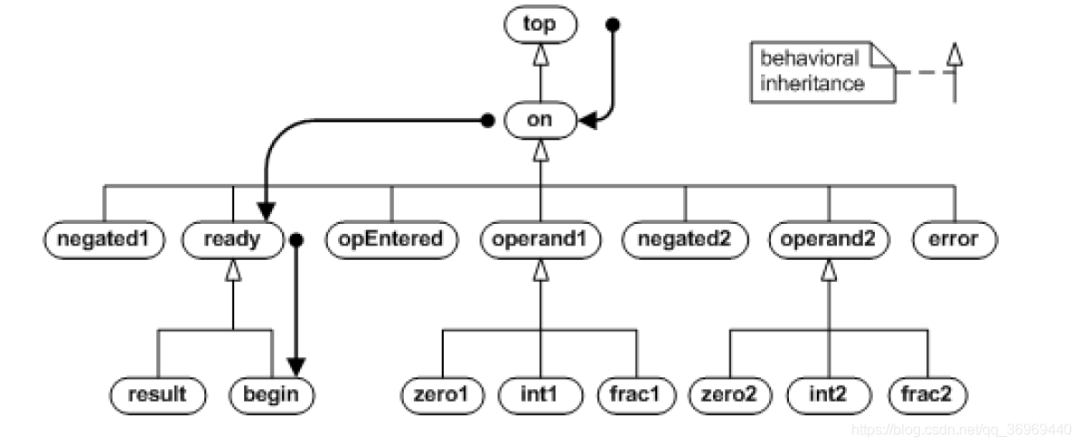 top
behavioral
inheritance
on
negated1 ready opEntered operand1 negated2 operand2 error
result begin zero1 int1 frac1 zero2 int2 frac2
https://blog.csdn.net/qq_36969440